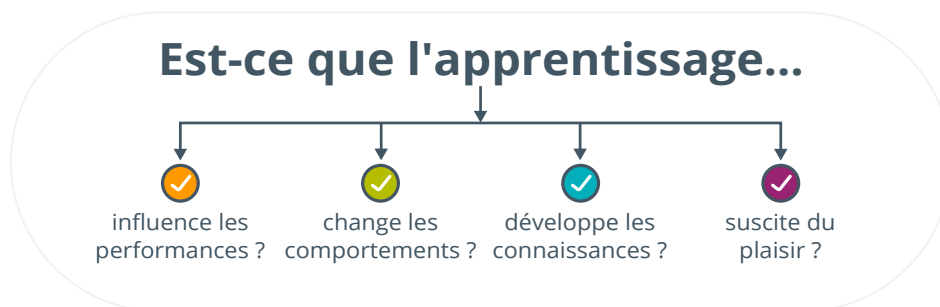 Est-ce que l'apprentissage...
influence les
performances ?
change les
comportements ?
développe les
connaissances ?
suscite du
plaisir ?